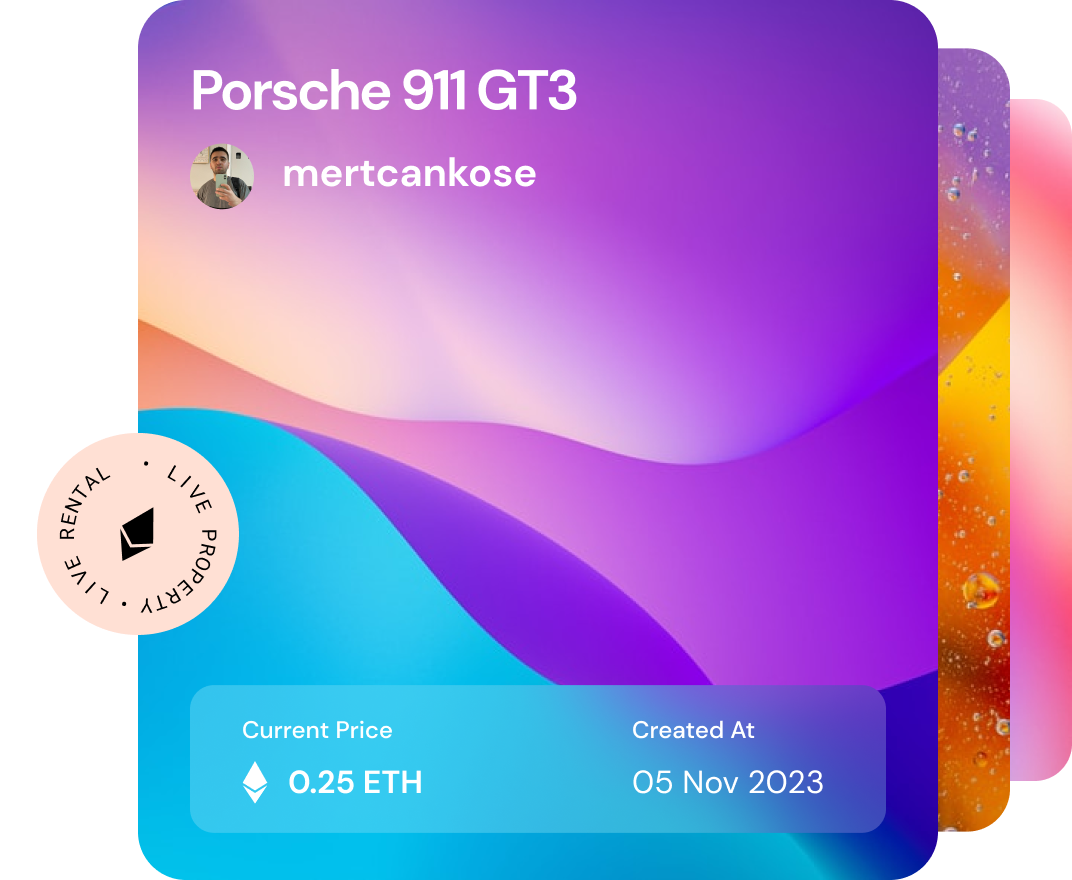 Porsche 911 GT3
mertcankose
• LIVE PROPERTY • LIVE RENTAL
Current Price
Created At
0.25 ETH
05 Nov 2023